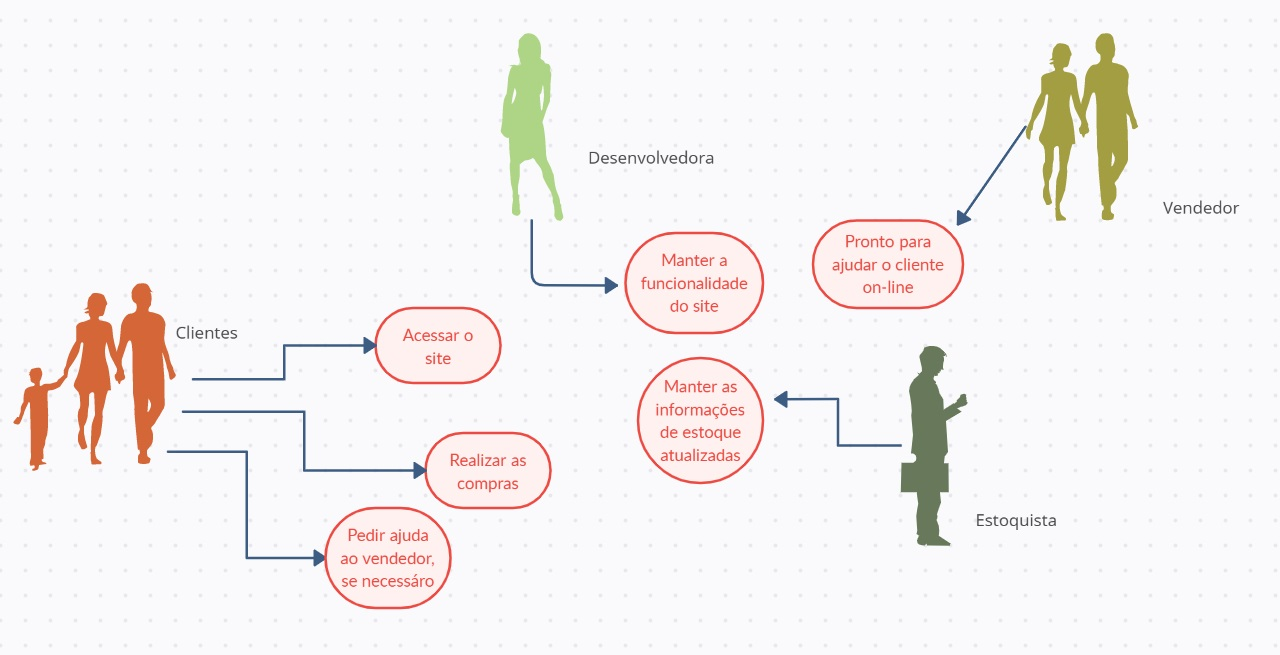 Desenvolvedora
Vendedor
Manter a
funcionalidade
do site
Pronto para
ajudar o cliente
on-line
Clientes
Acessar o
site
Manter as
informações
de estoque
atualizadas
Realizar as
compras
Pedir ajuda
ao vendedor,
se necessáro
Estoquista